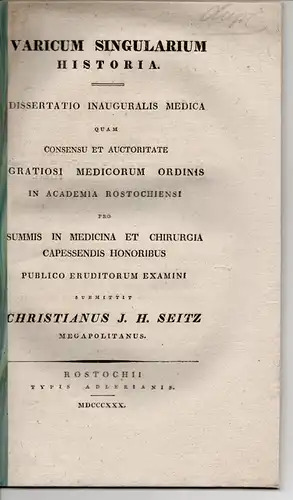 VARICUM SINGULARIUM
HISTORIA.
DISSERTATIO INAUGURALIS MEDICA
QUAM
CONSENSU ET AUCTORITATE
GRATIOSI MEDICORUM ORDINIS
IN ACADEMIA ROSTOCHIENSI
PRO
SUMMIS IN MEDICINA ET CHIRURGIA
CAPESSENDIS HONORIBUS
PUBLICO ERUDITORUM EXAMINI
SUBMITTIT
CHRISTIANUS J. H. SEITZ
MEGAPOLITANUS.
ROSTOCHII
TYPIS ADLERIANIS.
MDCCCXXX.